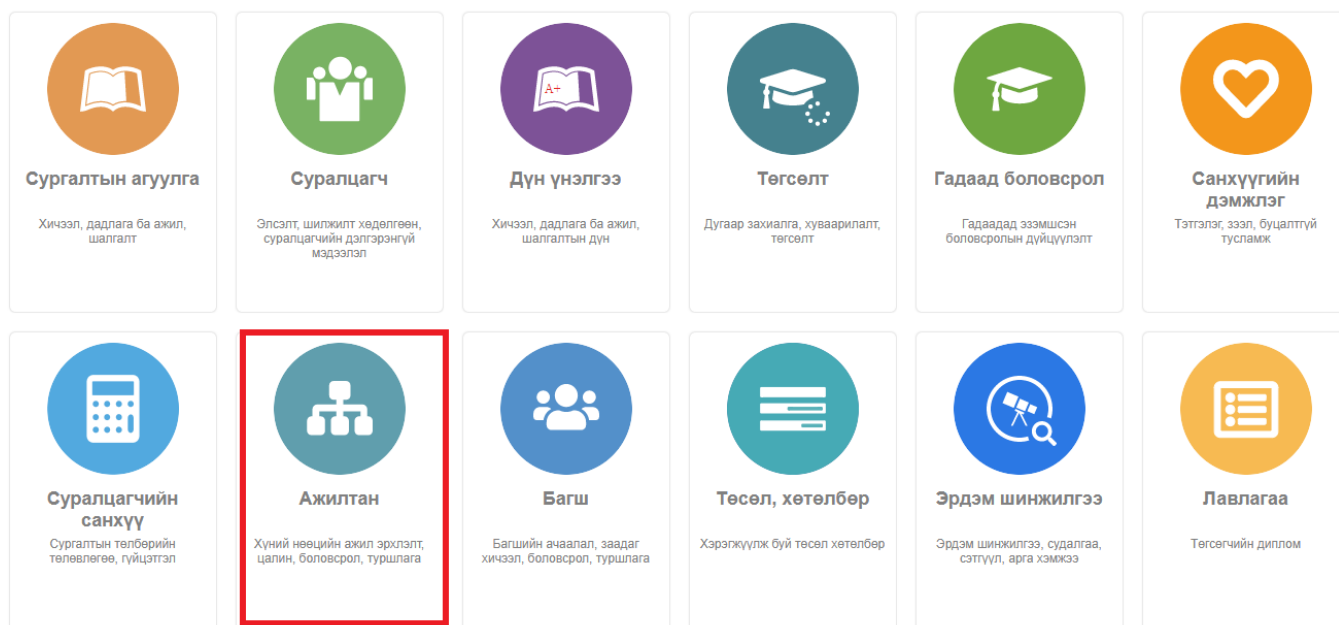 A+
Сургалтын агуулга
Хичээл, дадлага ба ажил,
шалгалт
Суралцагч
Элсэлт, шилжилт хөдөлгөөн,
суралцагчийн дэлгэрэнгүй
мэдээлэл
Дүн үнэлгээ
Хичээл, дадлага ба ажил,
шалгалтын дүн
Төгсөлт
Дугаар захиалга, хуваарилалт,
төгсөлт
Гадаад боловсрол
Гадаадад эзэмшсэн
боловсролын дүйцүүлэлт
Санхүүгийн
дэмжлэг
Тэтгэлэг, зээл, буцалтгүй
тусламж
Суралцагчийн
санхүү
Сургалтын төлбөрийн
төлөвлөгөө, гүйцэтгэл
Ажилтан
Хүний нөөцийн ажил эрхлэлт,
цалин, боловсрол, туршлага
Багш
Багшийн ачаалал, заадаг
хичээл, боловсрол, туршлага
Төсөл, хөтөлбөр
Хэрэгжүүлж буй төсөл хөтөлбөр
Эрдэм шинжилгээ
Эрдэм шинжилгээ, судалгаа,
сэтгүүл, арга хэмжээ
Лавлагаа
Төгсөгчийн диплом